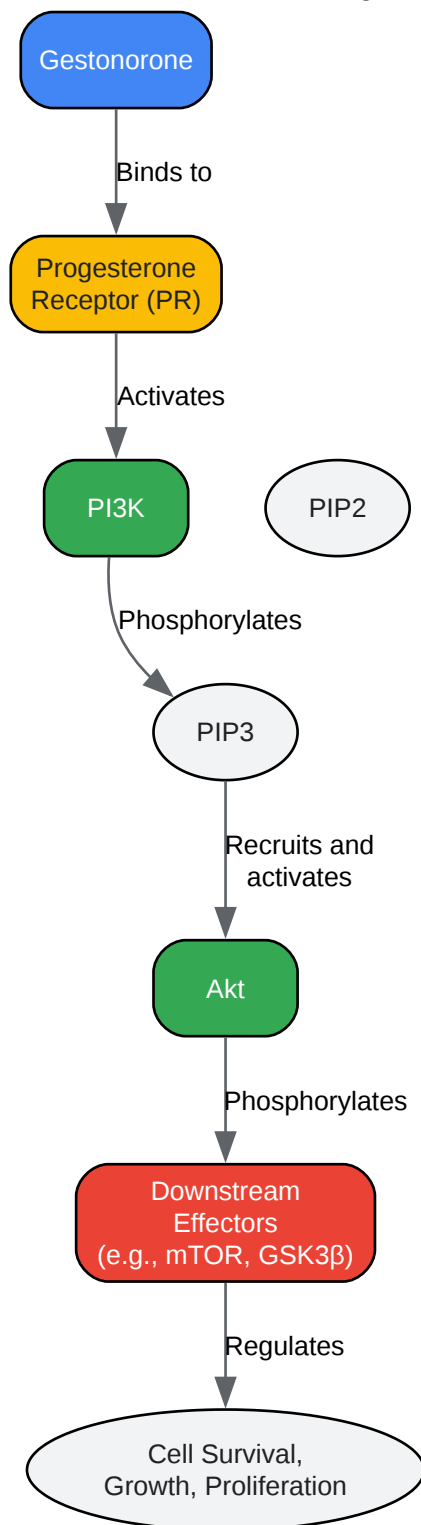 Gestonorone
Binds to
Progesterone
Receptor (PR)
Activates
PI3K
PIP2
Phosphorylates
PIP3
Recruits and
activates
Akt
Phosphorylates
Downstream
Effectors
(e.g., mTOR, GSK3β)
Regulates
Cell Survival,
Growth, Proliferation